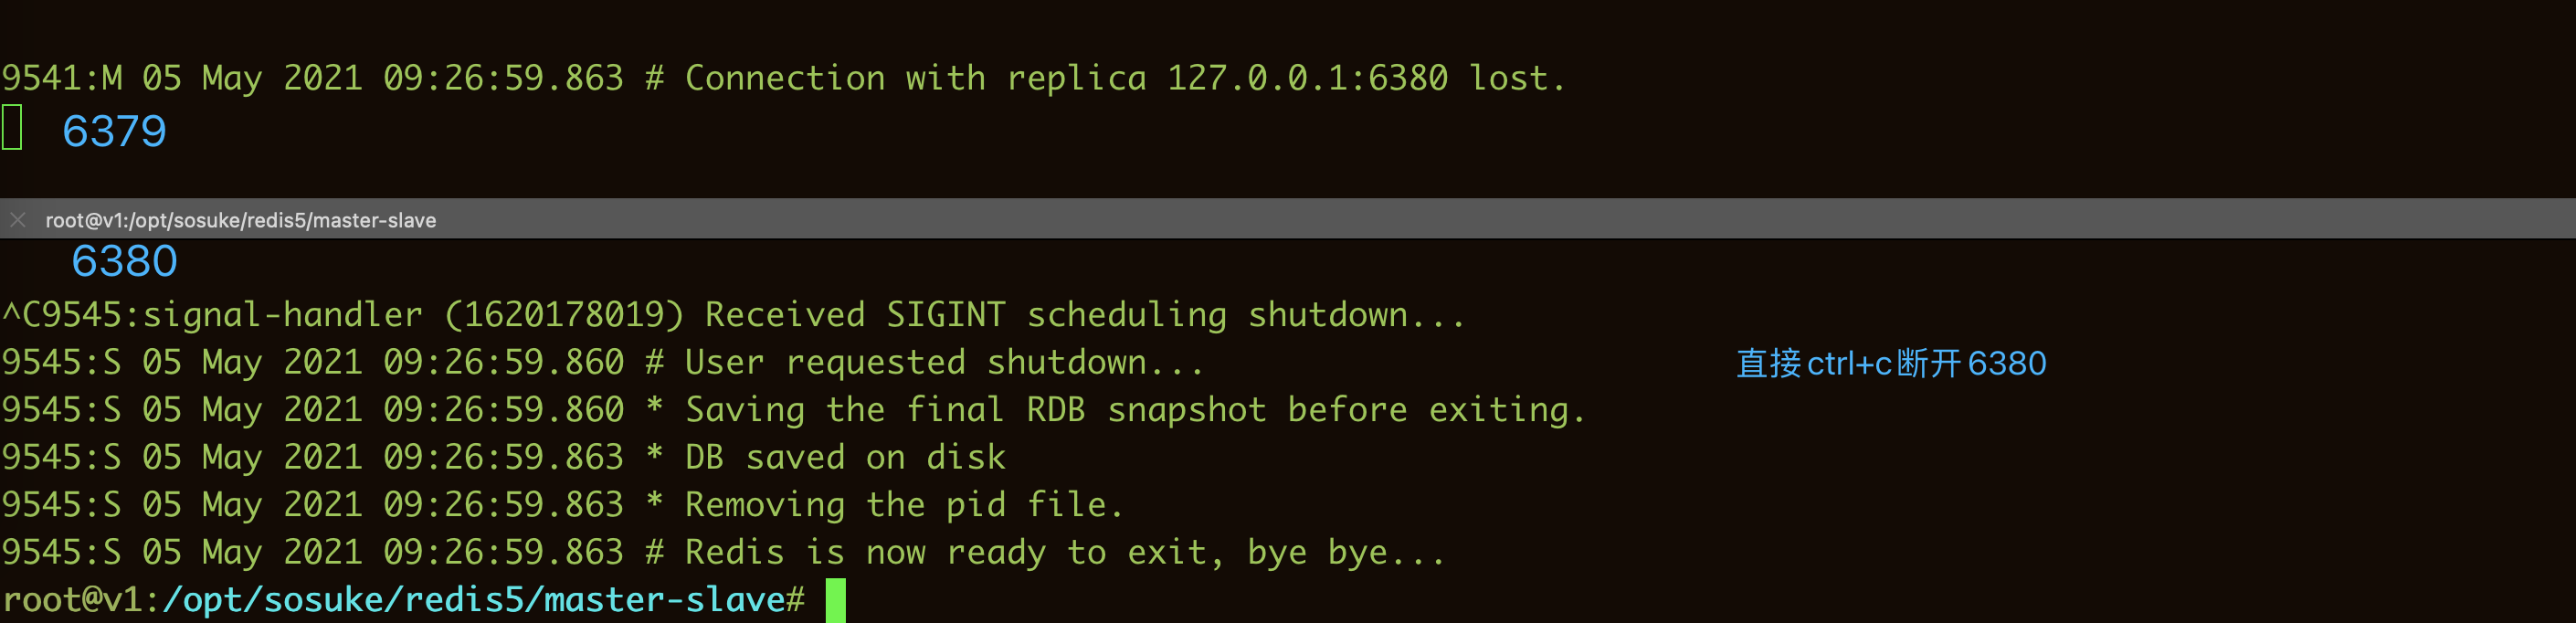 9541:M 05 May 2021 09:26:59.863 # Connection with replica 127.0.0.1:6380 lost.
6379
root@v1:/opt/sosuke/redis5/master-slave
6380
^C9545:signal-handler (1620178019) Received SIGINT scheduling shutdown...
9545:S 05 May 2021 09:26:59.860 # User requested shutdown...
直接ctrl+c断开6380
9545:S 05 May 2021 09:26:59.860 * Saving the final RDB snapshot before exiting.
9545:S 05 May 2021 09:26:59.863 * DB saved on disk
9545:S 05 May 2021 09:26:59.863 * Removing the pid file.
9545:S 05 May 2021 09:26:59.863 # Redis is now ready to exit, bye bye...
root@v1:/opt/sosuke/redis5/master-slave#